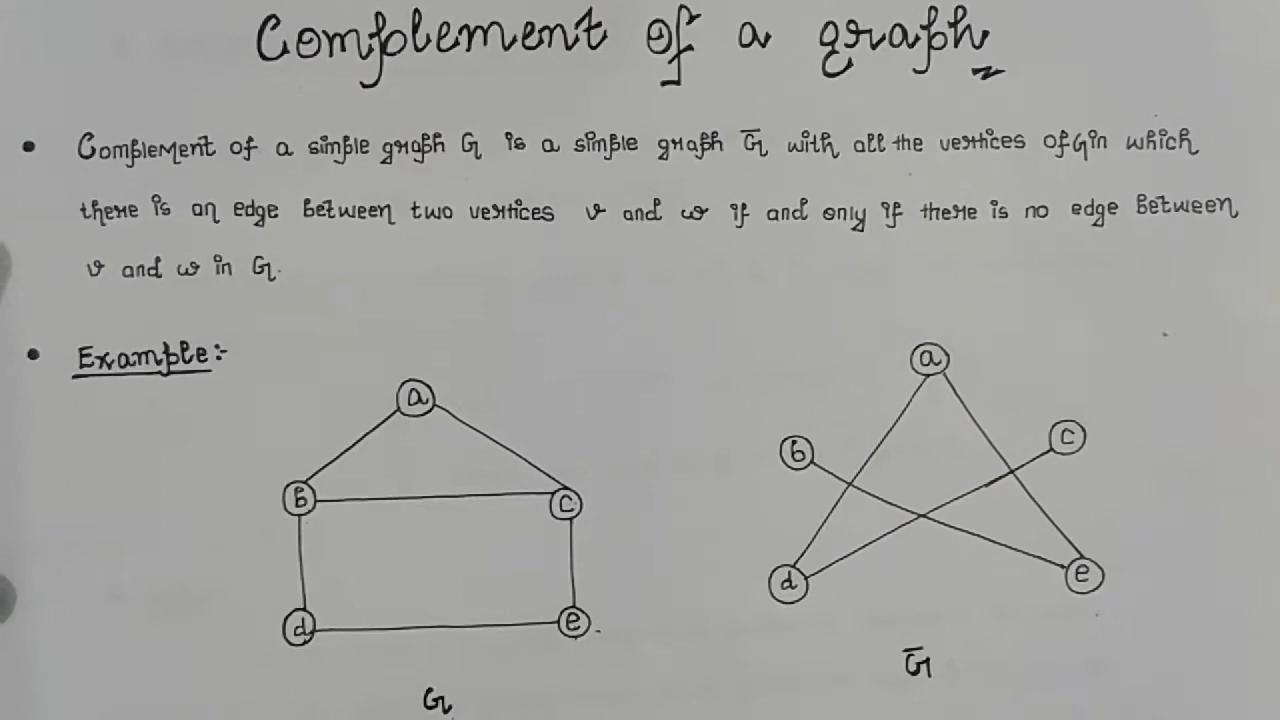 Complement of a graph
• Complement of a simple graph G is a simple graph G̅ with all the vertices of G in which
there is an edge between two vertices v and w if and only if there is no edge between
v and w in G.
• Example:-
a
b
c
d
e
G
a
b
c
d
e
G̅